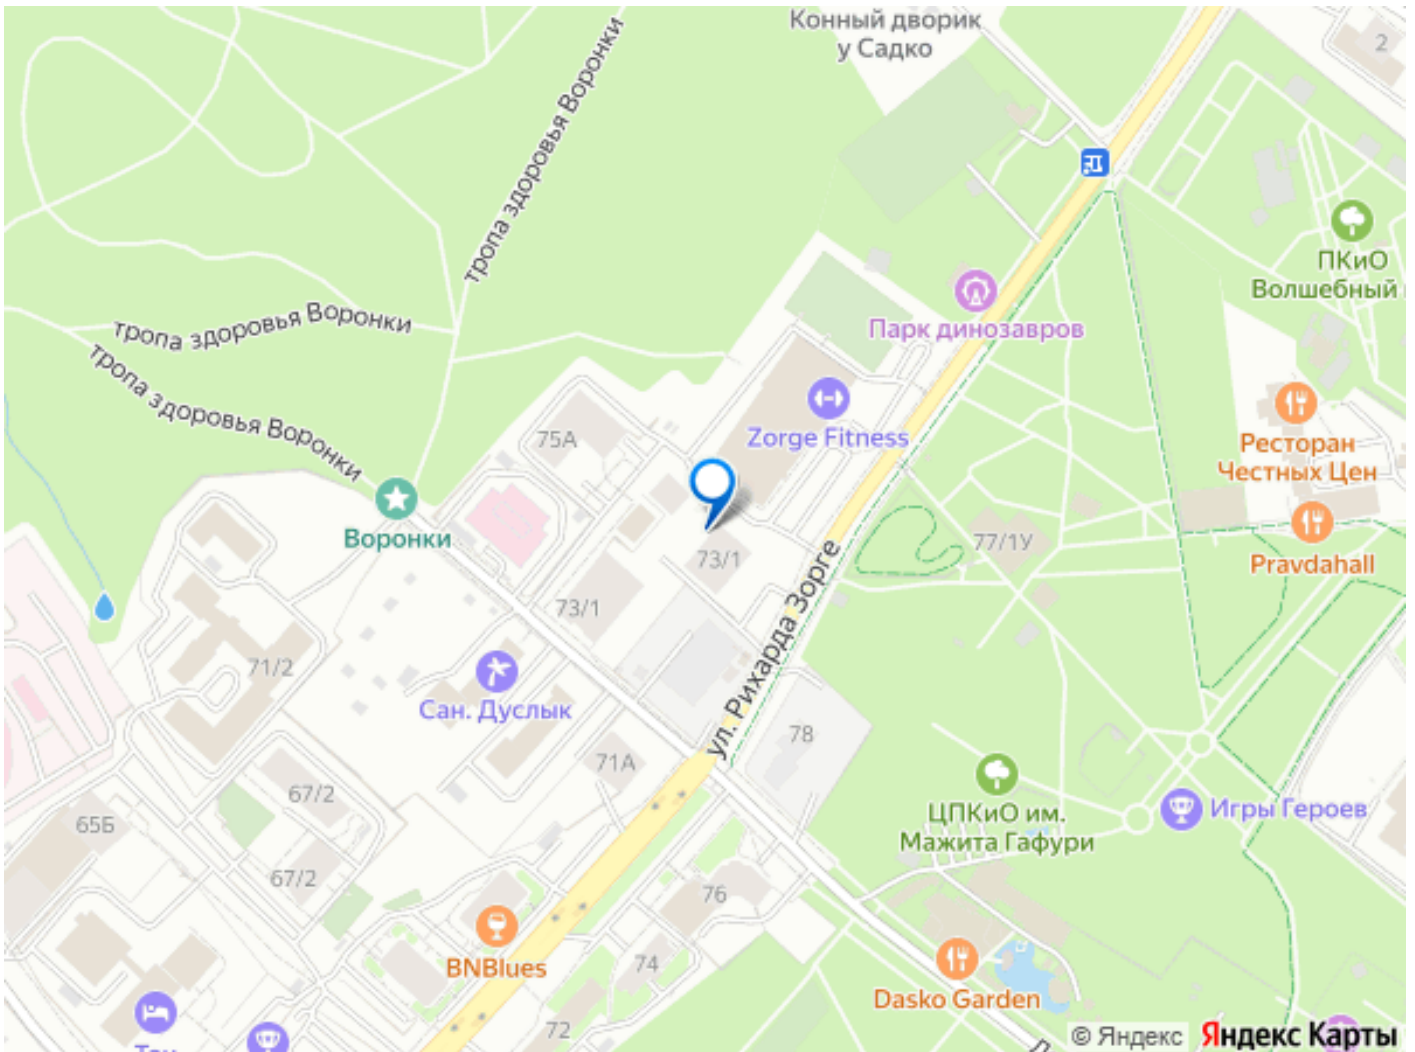 Конный дворик
у Садко
2
тропа здоровья Воронки
ПКиО
Волшебный
тропа здоровья Воронки
Парк динозавров
тропа здоровья Воронки
Zorge Fitness
75А
Ресторан
Честных Цен
Воронки
77/1У
73/1
Pravdahall
73/1
ул. Рихарда Зорге
71/2
Сан. Дуслык
78
71А
67/2
ЦПКиО им.
Мажита Гафури
Игры Героев
65Б
67/2
76
BNBlues
74
Dasko Garden
72
© Яндекс
Яндекс Карты